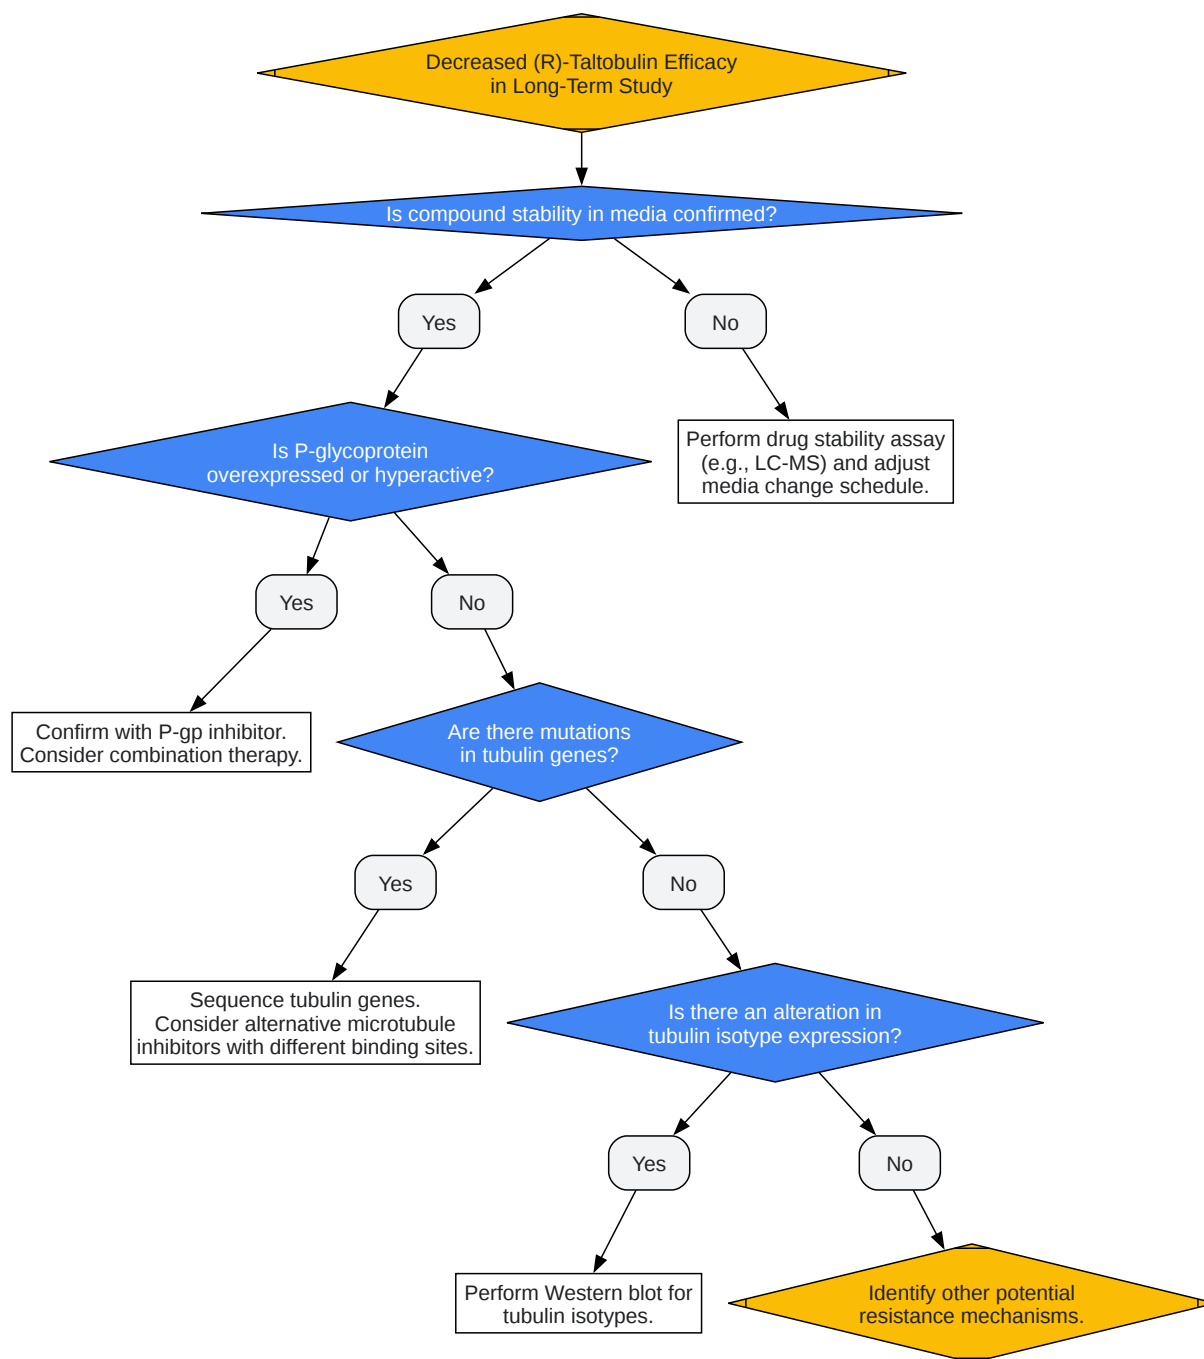 Decreased (R)-Taltobulin Efficacy
in Long-Term Study
Is compound stability in media confirmed?
Yes
No
Is P-glycoprotein
overexpressed or hyperactive?
Perform drug stability assay
(e.g., LC-MS) and adjust
media change schedule.
Yes
No
Confirm with P-gp inhibitor.
Consider combination therapy.
Are there mutations
in tubulin genes?
Yes
No
Sequence tubulin genes.
Consider alternative microtubule
inhibitors with different binding sites.
Is there an alteration in
tubulin isotype expression?
Yes
No
Perform Western blot for
tubulin isotypes.
Identify other potential
resistance mechanisms.